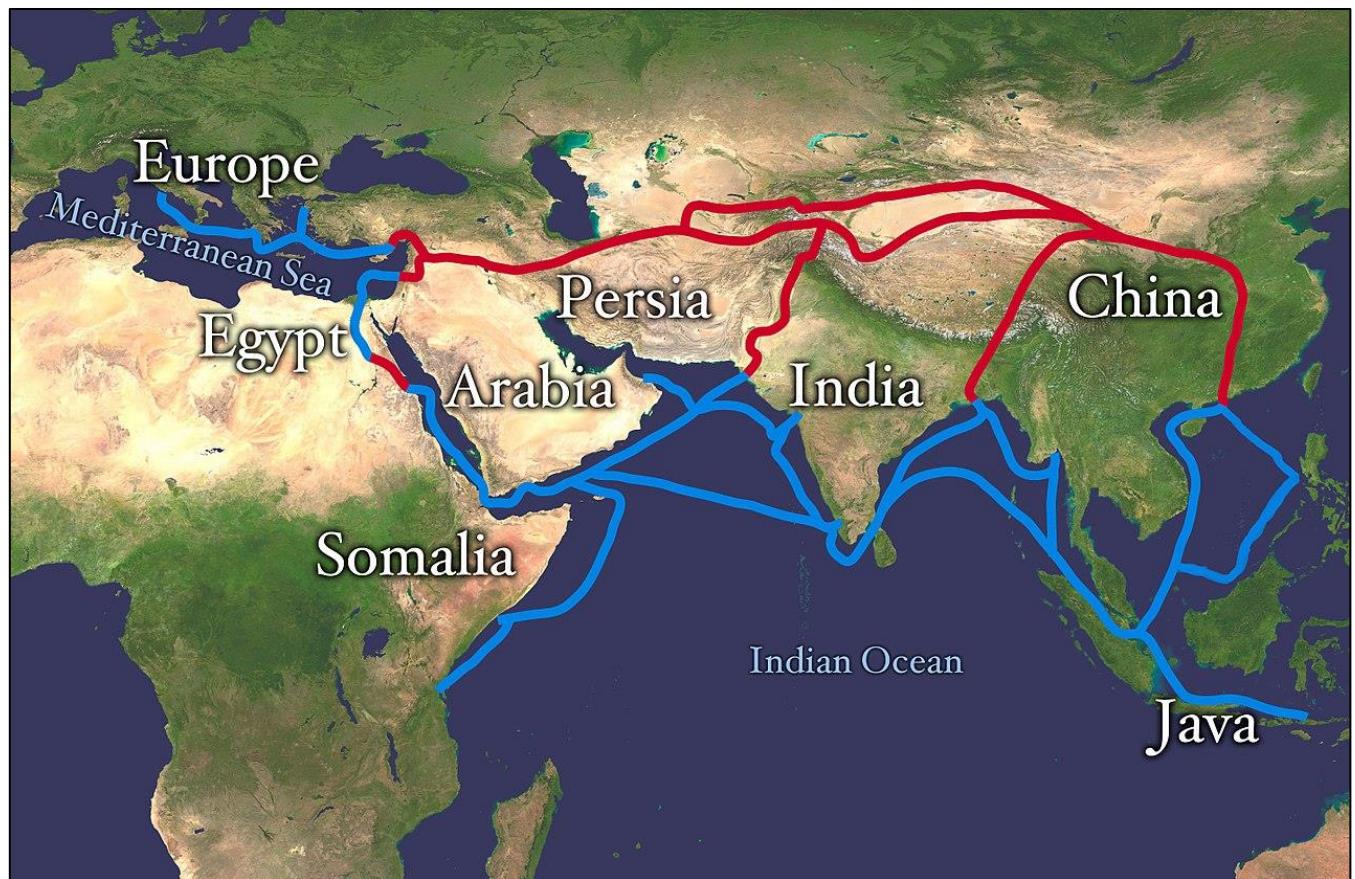 Europe
Mediterranean Sea
Egypt
Persia
China
Arabia
India
Somalia
Indian Ocean
Java